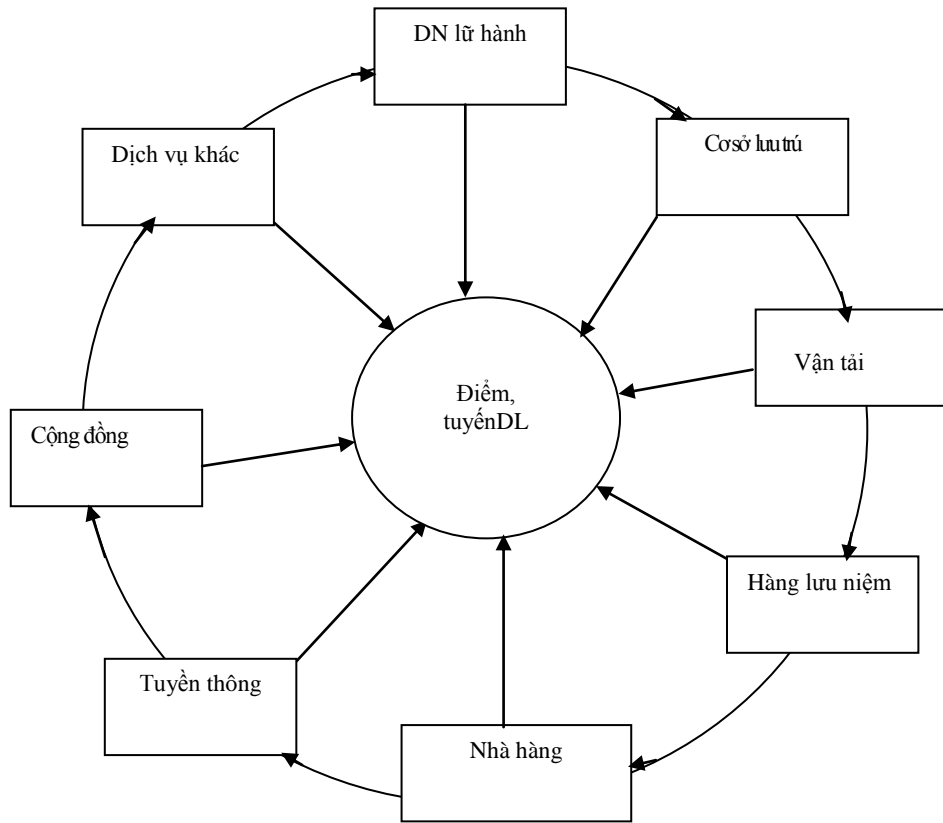 DN lữ hành
Cơ sở lưu trú
Dịch vụ khác
Vận tải
Điểm,
tuyếnDL
Cộng đồng
Hàng lưu niệm
Tuyền thông
Nhà hàng